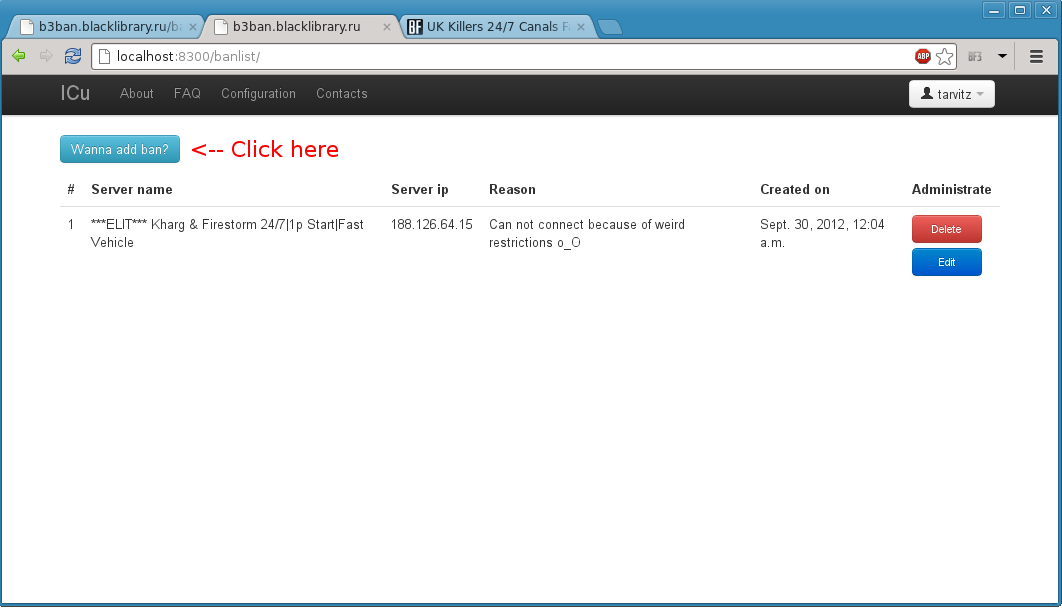 b3ban.blacklibrary.ru/ba
b3ban.blacklibrary.ru
BF UK Killers 24/7 Canals F
localhost:8300/banlist/
ABP
BF3
ICu
About
FAQ
Configuration
Contacts
tarvitz
Wanna add ban?
<-- Click here
# Server name Server ip Reason Created on Administrate
1 ***ELIT*** Kharg & Firestorm 24/7|1p Start|Fast
Vehicle
188.126.64.15
Can not connect because of weird
restrictions o_O
Sept. 30, 2012, 12:04
a.m.
Delete
Edit